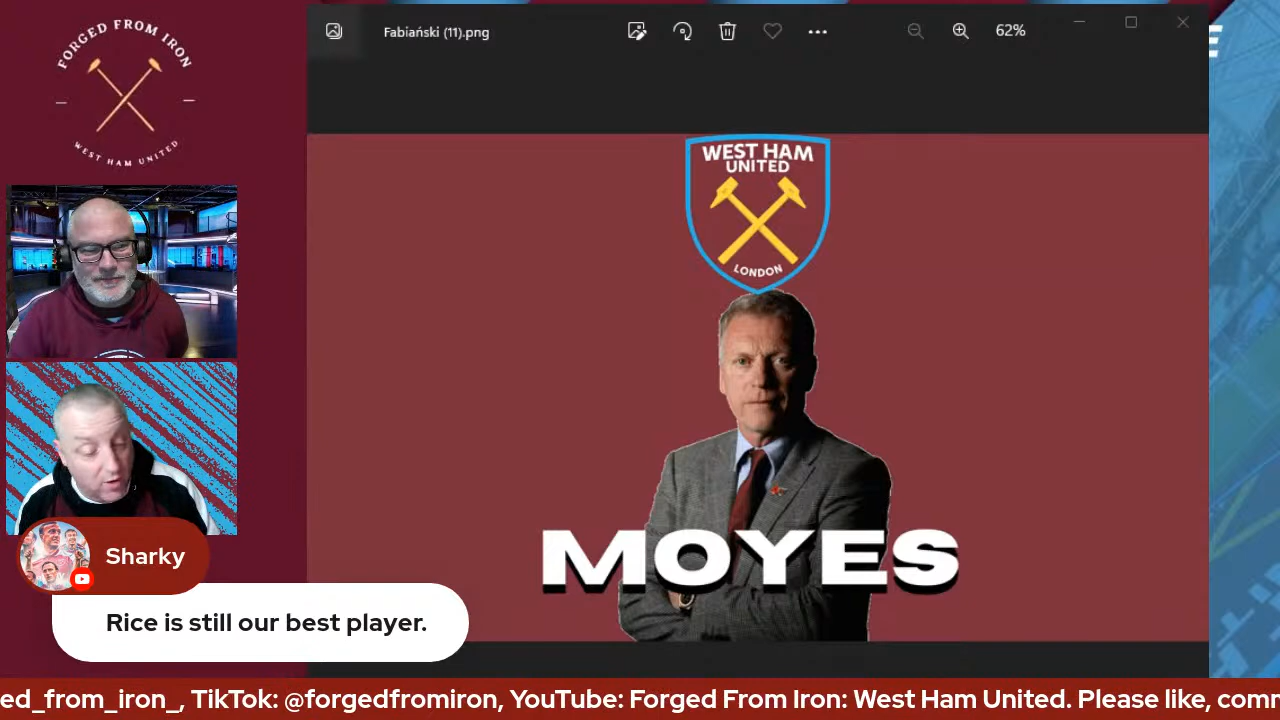 FORGED FROM IRON
WEST HAM UNITED
Fabiański (11).png
62%
E
WEST HAM
UNITED
LONDON
MOYES
Sharky
Rice is still our best player.
ed_from_iron_, TikTok: @forgedfromiron, YouTube: Forged From Iron: West Ham United. Please like, comm